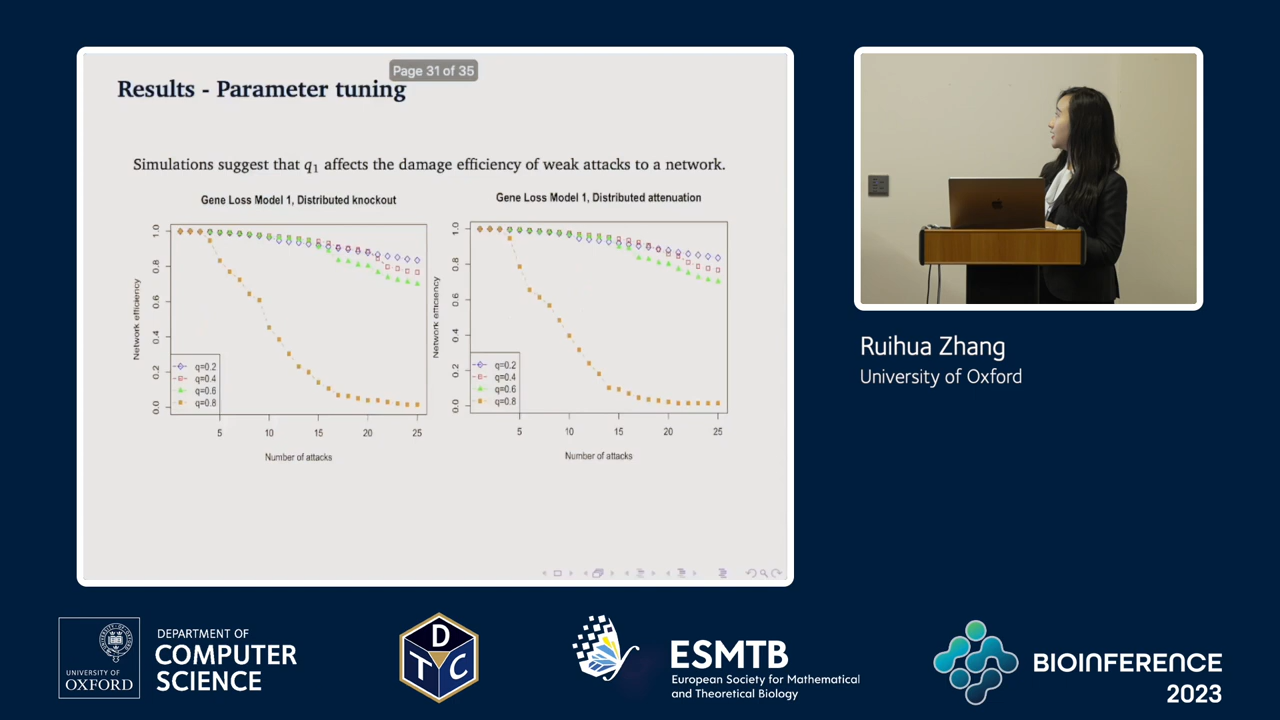 Page 31 of 35
Results - Parameter tuning
Simulations suggest that q1 affects the damage efficiency of weak attacks to a network.
Gene Loss Model 1, Distributed knockout
Network efficiency
1.0
0.8
0.6
0.4
0.2
0.0
q=0.2
q=0.4
q=0.6
q=0.8
5 10 15 20 25
Number of attacks
Gene Loss Model 1, Distributed attenuation
Network efficiency
1.0
0.8
0.6
0.4
0.2
0.0
q=0.2
q=0.4
q=0.6
q=0.8
5 10 15 20 25
Number of attacks
Ruihua Zhang
University of Oxford
UNIVERSITY OF
OXFORD
DEPARTMENT OF
COMPUTER
SCIENCE
D
T C
ESMTB
European Society for Mathematical
and Theoretical Biology
BIOINFERENCE
2023